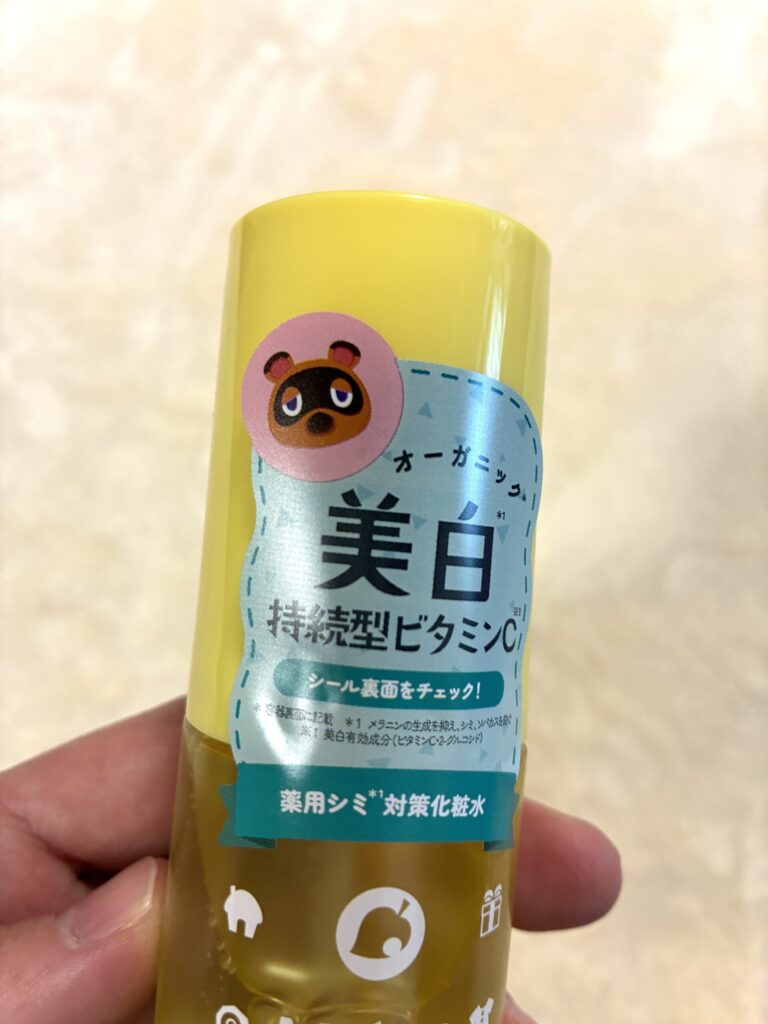 オーガニック*
美白*1
持続型ビタミンC※1
シール裏面をチェック!
* 容器裏面に記載 *1 メラニンの生成を抑え、シミ、ソバカスを防ぐ
※1 美白有効成分(ビタミンC・2-グルコシド)
薬用シミ*1対策化粧水